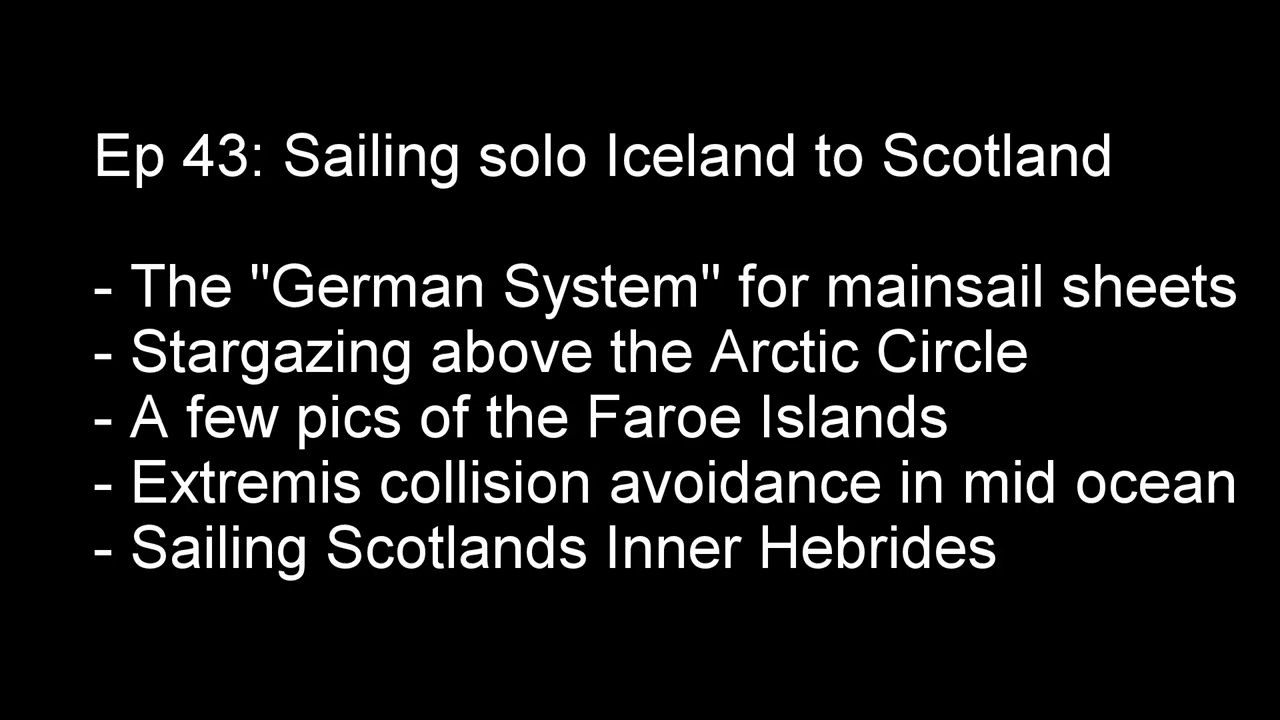 Ep 43: Sailing solo Iceland to Scotland
- The "German System" for mainsail sheets
- Stargazing above the Arctic Circle
- A few pics of the Faroe Islands
- Extremis collision avoidance in mid ocean
- Sailing Scotlands Inner Hebrides